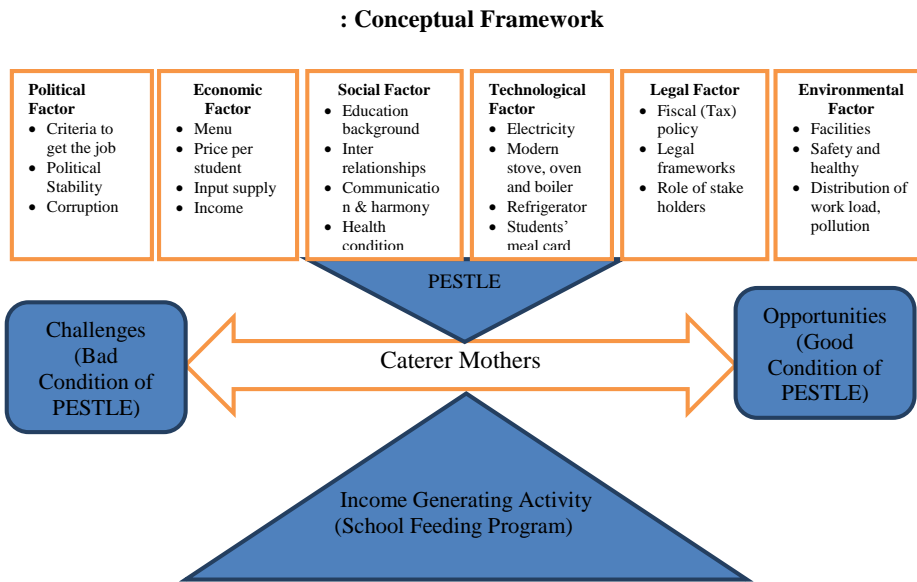 : Conceptual Framework
Political
Factor
• Criteria to
get the job
• Political
Stability
• Corruption
Economic
Factor
• Menu
• Price per
student
• Input supply
• Income
Social Factor
• Education
background
• Inter
relationships
• Communicatio
n & harmony
• Health
condition
Technological
Factor
• Electricity
• Modern
stove, oven
and boiler
• Refrigerator
• Students’
meal card
Legal Factor
• Fiscal (Tax)
policy
• Legal
frameworks
• Role of stake
holders
Environmental
Factor
• Facilities
• Safety and
healthy
• Distribution of
work load,
pollution
PESTLE
Challenges
(Bad
Condition of
PESTLE)
Caterer Mothers
Opportunities
(Good
Condition of
PESTLE)
Income Generating Activity
(School Feeding Program)